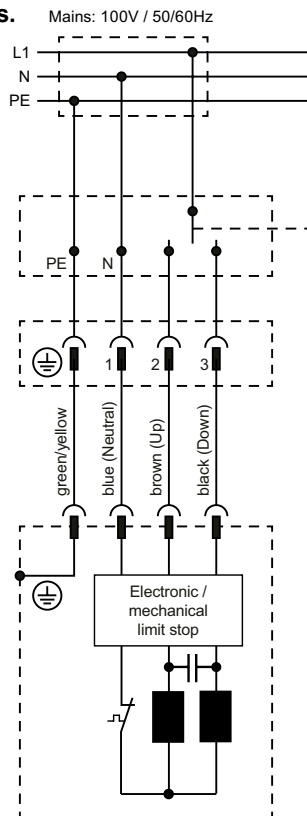 s. Mains: 100V / 50/60Hz
L1
N
PE
PE N
1 2 3
green/yellow
blue (Neutral)
brown (Up)
black (Down)
Electronic /
mechanical
limit stop